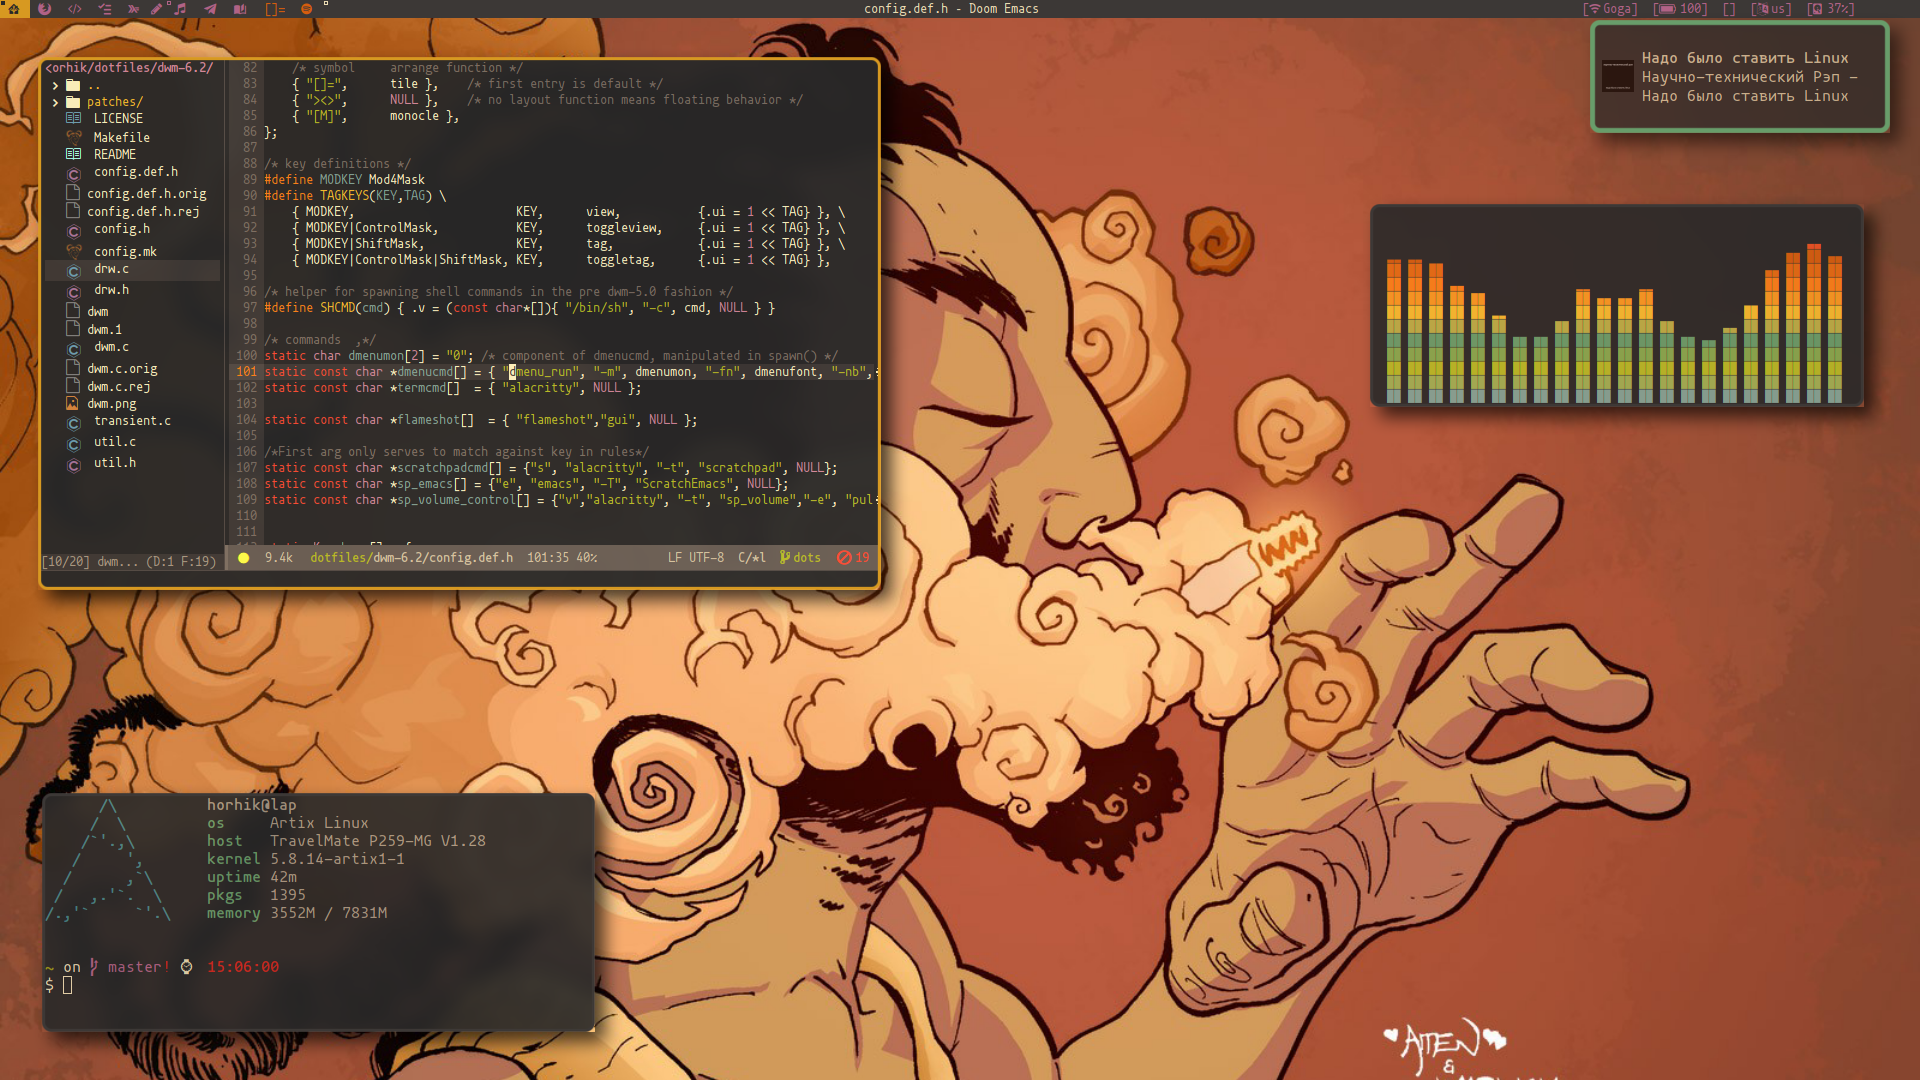 []=
config.def.h - Doom Emacs
[Goga] [100] [] [us] [37%]
Надо было ставить Linux
Научно-технический Рэп -
Надо было ставить Linux
<orhik/dotfiles/dwm-6.2/
..
patches/
LICENSE
Makefile
README
config.def.h
config.def.h.orig
config.def.h.rej
config.h
config.mk
drw.c
drw.h
dwm
dwm.1
dwm.c
dwm.c.orig
dwm.c.rej
dwm.png
transient.c
util.c
util.h
[10/20] dwm... (D:1 F:19)
82 /* symbol     arrange function */
83 { "[]=",      tile },    /* first entry is default */
84 { "><>",      NULL },    /* no layout function means floating behavior */
85 { "[M]",      monocle },
86 };
87
88 /* key definitions */
89 #define MODKEY Mod4Mask
90 #define TAGKEYS(KEY,TAG) \
91 { MODKEY,                       KEY,      view,           {.ui = 1 << TAG} }, \
92 { MODKEY|ControlMask,           KEY,      toggleview,     {.ui = 1 << TAG} }, \
93 { MODKEY|ShiftMask,             KEY,      tag,            {.ui = 1 << TAG} }, \
94 { MODKEY|ControlMask|ShiftMask, KEY,      toggletag,      {.ui = 1 << TAG} },
95
96 /* helper for spawning shell commands in the pre dwm-5.0 fashion */
97 #define SHCMD(cmd) { .v = (const char*[]){ "/bin/sh", "-c", cmd, NULL } }
98
99 /* commands  ,*/
100 static char dmenumon[2] = "0"; /* component of dmenucmd, manipulated in spawn() */
101 static const char *dmenucmd[] = { "dmenu_run", "-m", dmenumon, "-fn", dmenufont, "-nb",
102 static const char *termcmd[]  = { "alacritty", NULL };
103
104 static const char *flameshot[]  = { "flameshot","gui", NULL };
105
106 /*First arg only serves to match against key in rules*/
107 static const char *scratchpadcmd[] = {"s", "alacritty", "-t", "scratchpad", NULL};
108 static const char *sp_emacs[] = {"e", "emacs", "-T", "ScratchEmacs", NULL};
109 static const char *sp_volume_control[] = {"v","alacritty", "-t", "sp_volume","-e", "pul
110
111
9.4k dotfiles/dwm-6.2/config.def.h 101:35 40% LF UTF-8 C/*l dots 19
horhik@lap
os Artix Linux
host TravelMate P259-MG V1.28
kernel 5.8.14-artix1-1
uptime 42m
pkgs 1395
memory 3552M / 7831M
~ on master! 15:06:00
$
AITEN
&